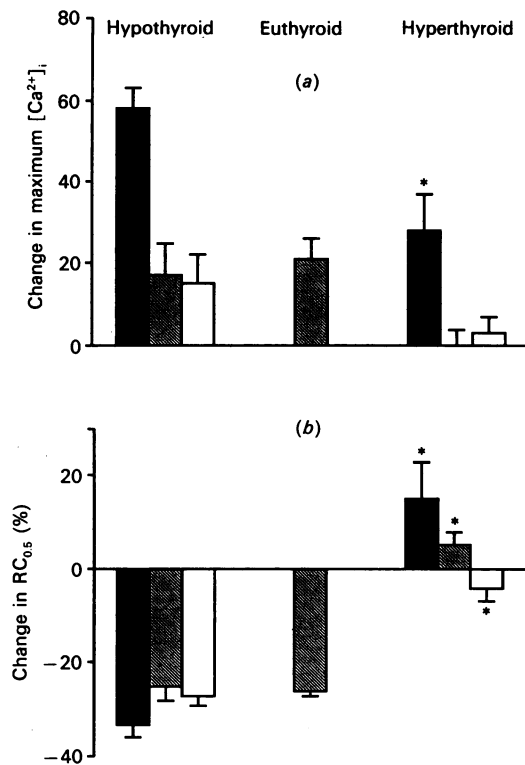 Hypothyroid Euthyroid Hyperthyroid
(a)
Change in maximum [Ca²⁺]ᵢ
80
60
40
20
0
*
(b)
Change in RC₀.₅ (%)
20
0
−20
−40
*
*
*